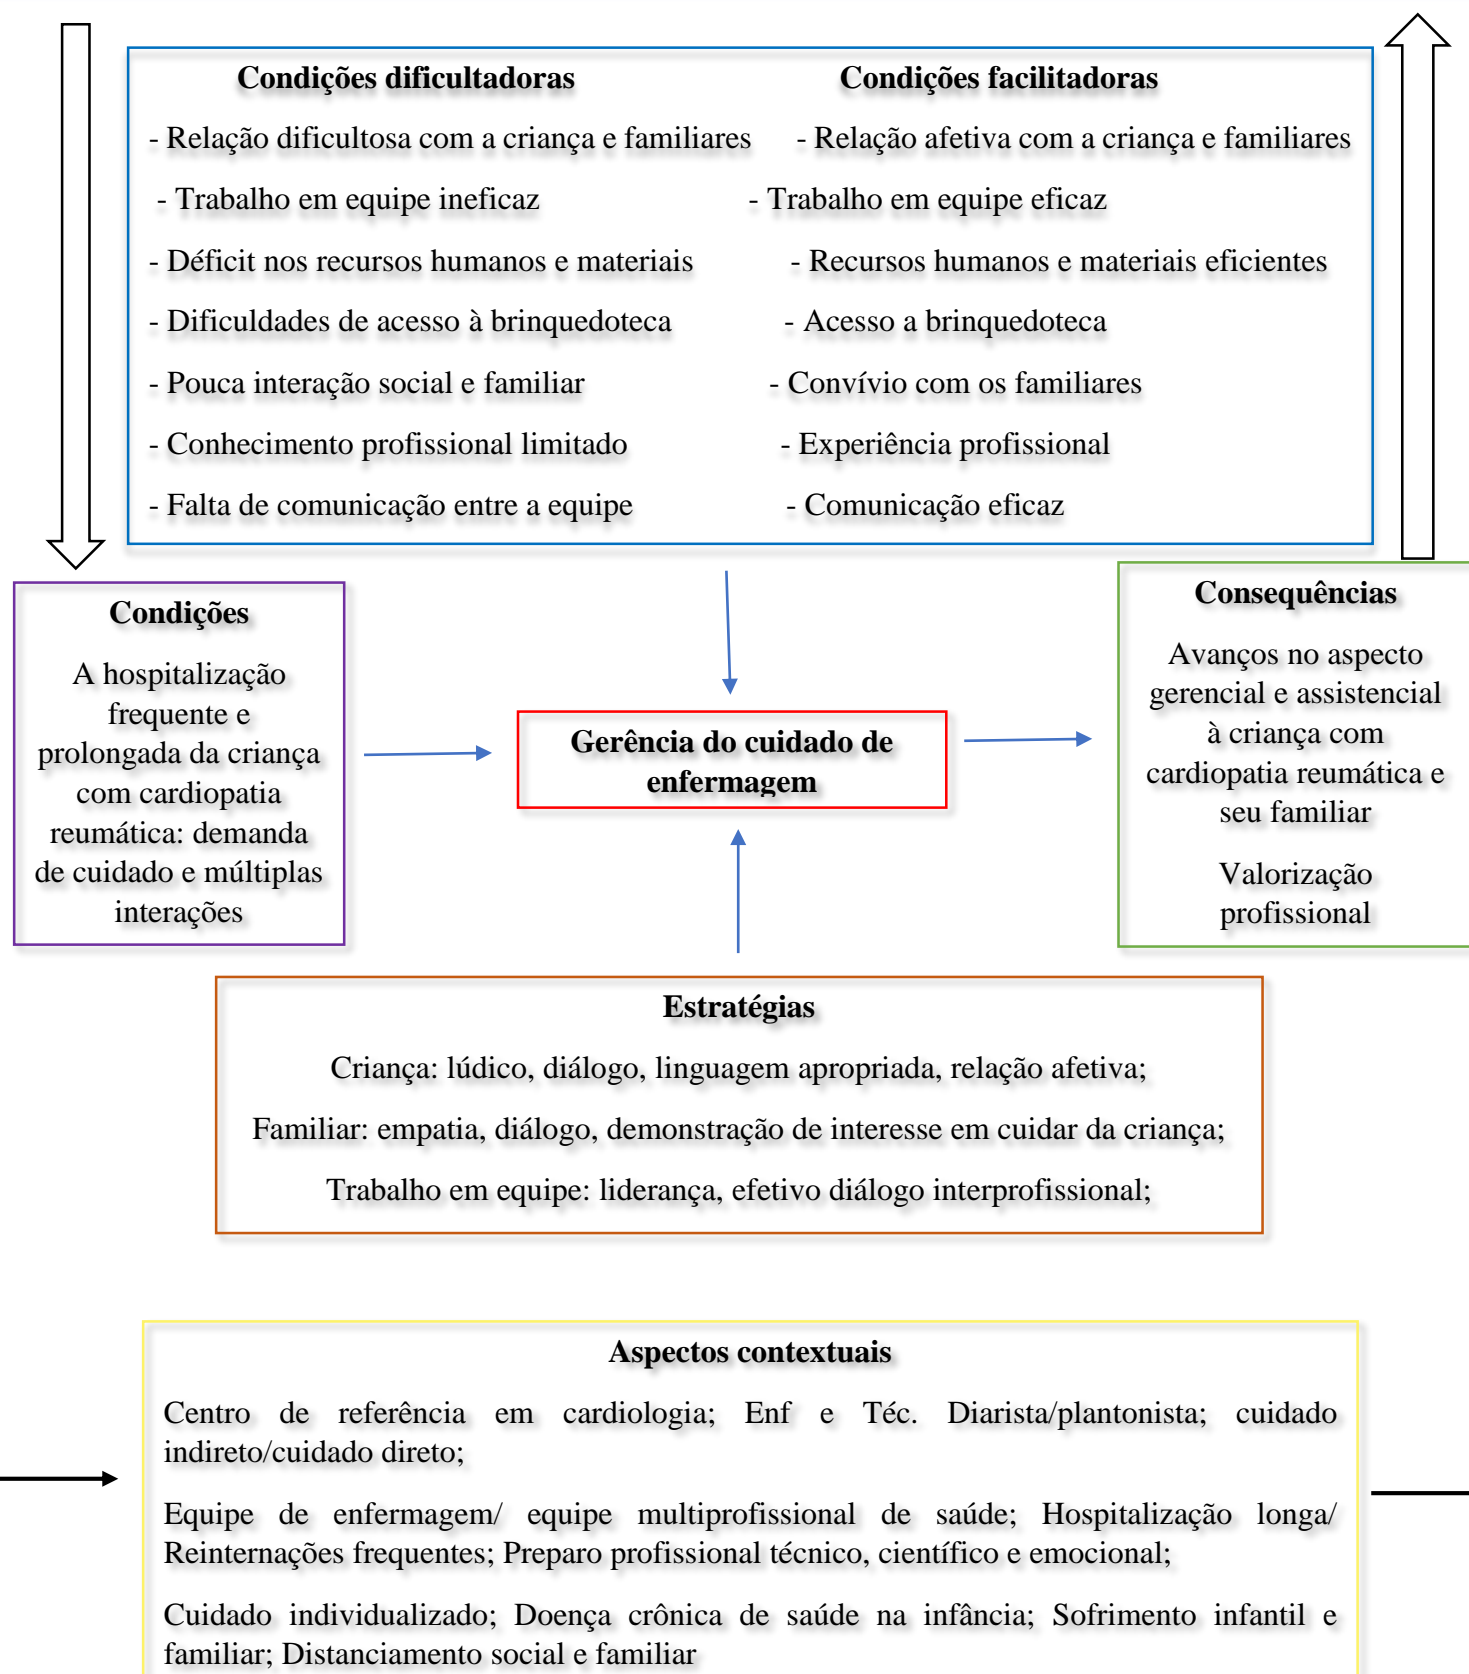 Condições dificultadoras
Condições facilitadoras
- Relação dificultosa com a criança e familiares
- Relação afetiva com a criança e familiares
- Trabalho em equipe ineficaz
- Trabalho em equipe eficaz
- Déficit nos recursos humanos e materiais
- Recursos humanos e materiais eficientes
- Dificuldades de acesso à brinquedoteca
- Acesso a brinquedoteca
- Pouca interação social e familiar
- Convívio com os familiares
- Conhecimento profissional limitado
- Experiência profissional
- Falta de comunicação entre a equipe
- Comunicação eficaz
Condições
A hospitalização
frequente e
prolongada da criança
com cardiopatia
reumática: demanda
de cuidado e múltiplas
interações
Gerência do cuidado de
enfermagem
Consequências
Avanços no aspecto
gerencial e assistencial
à criança com
cardiopatia reumática e
seu familiar
Valorização
profissional
Estratégias
Criança: lúdico, diálogo, linguagem apropriada, relação afetiva;
Familiar: empatia, diálogo, demonstração de interesse em cuidar da criança;
Trabalho em equipe: liderança, efetivo diálogo interprofissional;
Aspectos contextuais
Centro de referência em cardiologia; Enf e Téc. Diarista/plantonista; cuidado
indireto/cuidado direto;
Equipe de enfermagem/ equipe multiprofissional de saúde; Hospitalização longa/
Reinternações frequentes; Preparo profissional técnico, científico e emocional;
Cuidado individualizado; Doença crônica de saúde na infância; Sofrimento infantil e
familiar; Distanciamento social e familiar